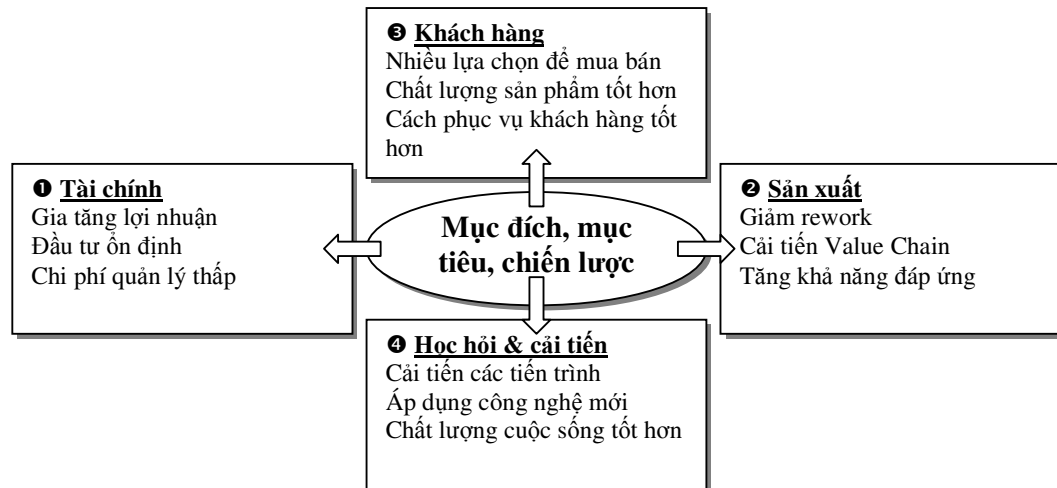 ❸ Khách hàng
Nhiều lựa chọn để mua bán
Chất lượng sản phẩm tốt hơn
Cách phục vụ khách hàng tốt
hơn
❶ Tài chính
Gia tăng lợi nhuận
Đầu tư ổn định
Chi phí quản lý thấp
Mục đích, mục
tiêu, chiến lược
❷ Sản xuất
Giảm rework
Cải tiến Value Chain
Tăng khả năng đáp ứng
❹ Học hỏi & cải tiến
Cải tiến các tiến trình
Áp dụng công nghệ mới
Chất lượng cuộc sống tốt hơn